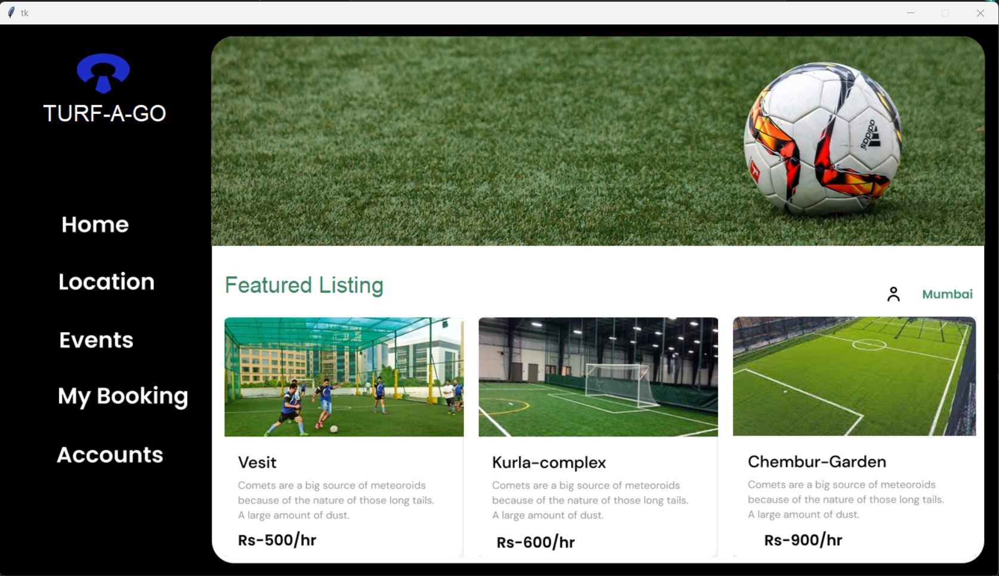 tk
TURF-A-GO
Home
Location
Events
My Booking
Accounts
adidas
Featured Listing
Mumbai
Vesit
Comets are a big source of meteoroids
because of the nature of those long tails.
A large amount of dust.
Rs-500/hr
Kurla-complex
Comets are a big source of meteoroids
because of the nature of those long tails.
A large amount of dust.
Rs-600/hr
Chembur-Garden
Comets are a big source of meteoroids
because of the nature of those long tails.
A large amount of dust.
Rs-900/hr